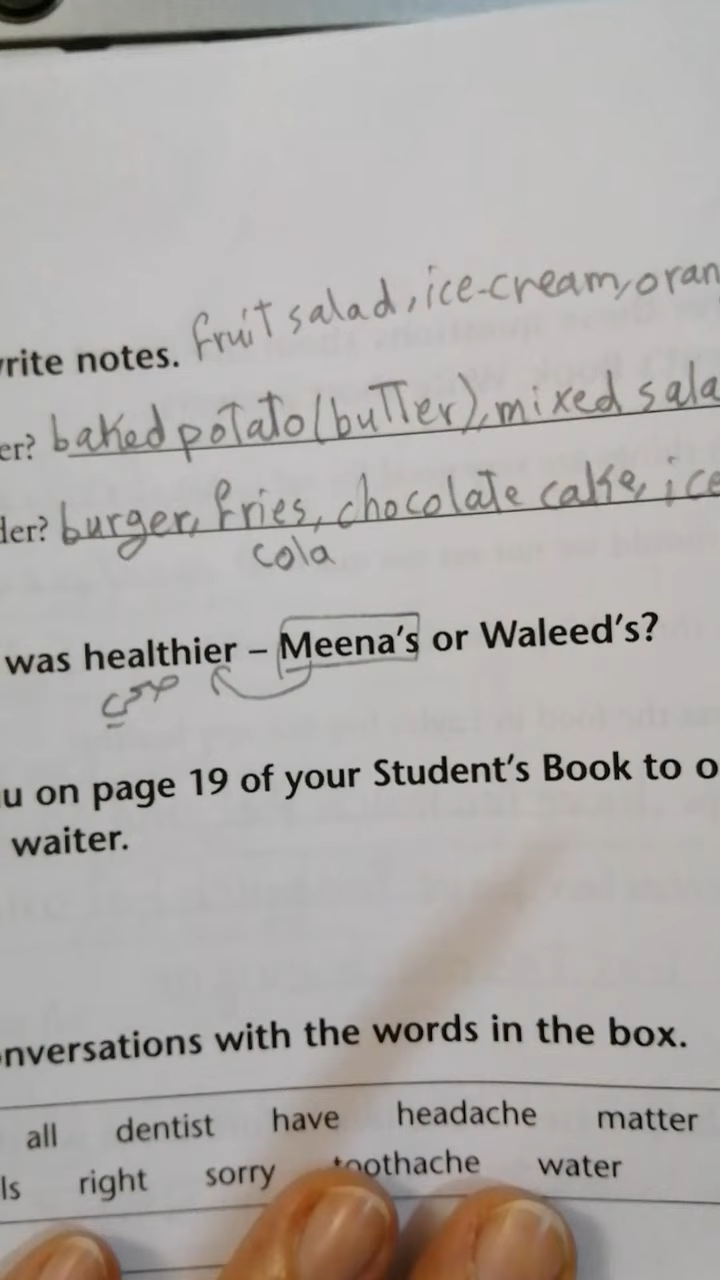 fruit salad, ice-cream, oran
rite notes.
er? baked potato (butter), mixed sala
der? burger, fries, chocolate cake, ice
cola
was healthier – Meena's or Waleed's?
صحي
u on page 19 of your Student's Book to o
waiter.
onversations with the words in the box.
all dentist have headache matter
ls right sorry toothache water